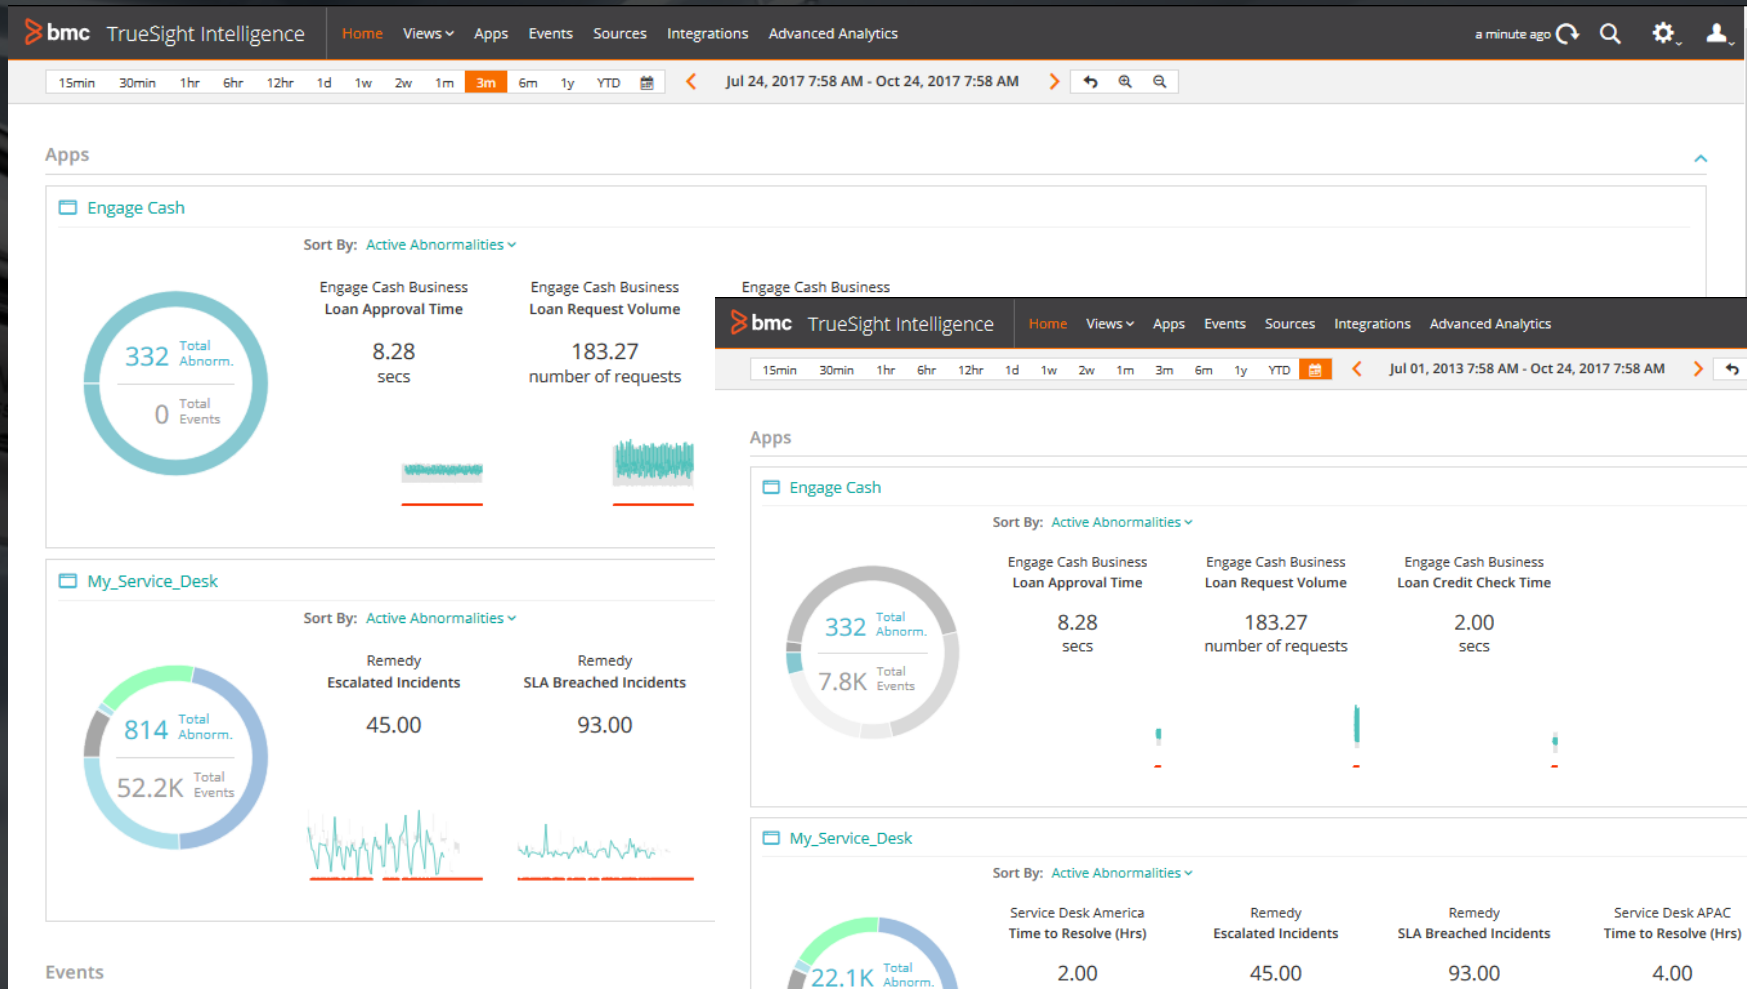 bmc TrueSight Intelligence Home Views Apps Events Sources Integrations Advanced Analytics a minute ago
15min 30min 1hr 6hr 12hr 1d 1w 2w 1m 3m 6m 1y YTD Jul 24, 2017 7:58 AM - Oct 24, 2017 7:58 AM
Apps
Engage Cash
Sort By: Active Abnormalities
Engage Cash Business Engage Cash Business Engage Cash Business
Loan Approval Time Loan Request Volume
332 Total Abnorm.
8.28 183.27
secs number of requests
0 Total Events
My_Service_Desk
Sort By: Active Abnormalities
Remedy Remedy
Escalated Incidents SLA Breached Incidents
814 Total Abnorm.
45.00 93.00
52.2K Total Events
Events
bmc TrueSight Intelligence Home Views Apps Events Sources Integrations Advanced Analytics
15min 30min 1hr 6hr 12hr 1d 1w 2w 1m 3m 6m 1y YTD Jul 01, 2013 7:58 AM - Oct 24, 2017 7:58 AM
Apps
Engage Cash
Sort By: Active Abnormalities
Engage Cash Business Engage Cash Business Engage Cash Business
Loan Approval Time Loan Request Volume Loan Credit Check Time
332 Total Abnorm.
8.28 183.27 2.00
secs number of requests secs
7.8K Total Events
My_Service_Desk
Sort By: Active Abnormalities
Service Desk America Remedy Remedy Service Desk APAC
Time to Resolve (Hrs) Escalated Incidents SLA Breached Incidents Time to Resolve (Hrs)
22.1K Total Abnorm.
2.00 45.00 93.00 4.00